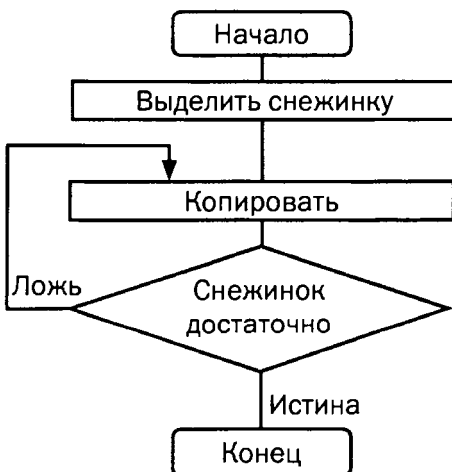 Начало
Выделить снежинку
Копировать
Ложь
Снежинок
достаточно
Истина
Конец